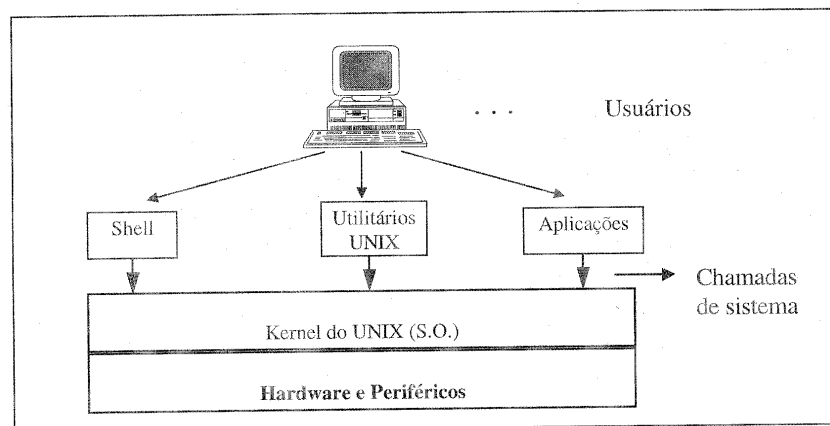 . . .
Usuários
Shell
Utilitários
UNIX
Aplicações
Chamadas
de sistema
Kernel do UNIX (S.O.)
Hardware e Periféricos